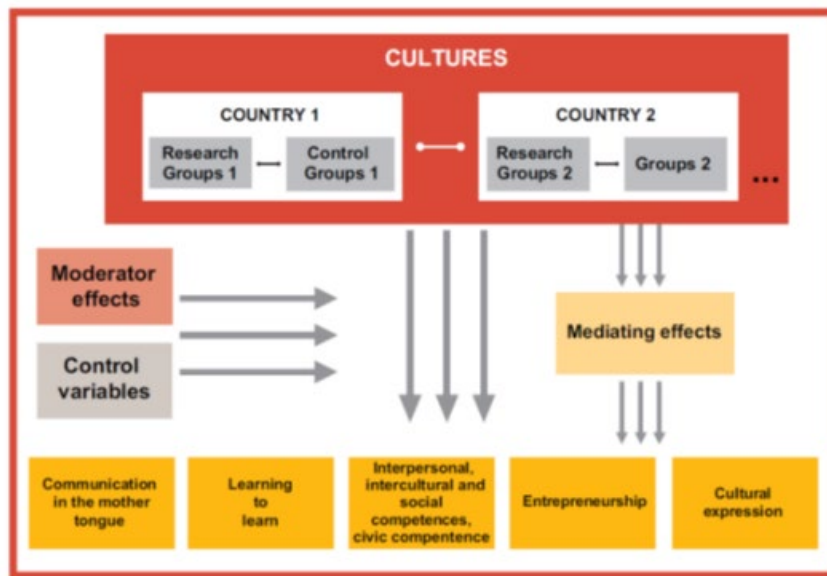 CULTURES
COUNTRY 1
Research
Groups 1
Control
Groups 1
COUNTRY 2
Research
Groups 2
Groups 2
...
Moderator
effects
Control
variables
Mediating effects
Communication
in the mother
tongue
Learning
to
learn
Interpersonal,
intercultural and
social
competences,
civic compentence
Entrepreneurship
Cultural
expression